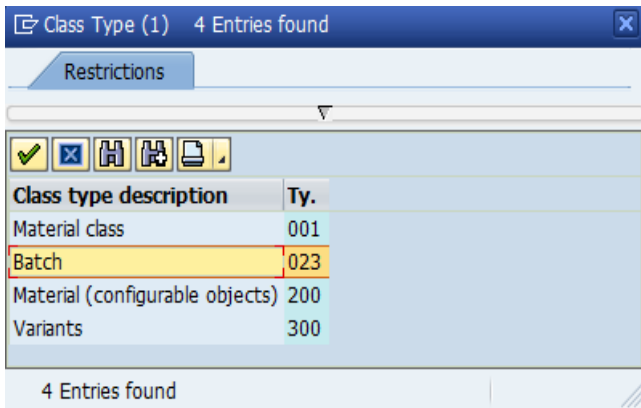 Class Type (1) 4 Entries found
Restrictions
Class type description Ty.
Material class 001
Batch 023
Material (configurable objects) 200
Variants 300
4 Entries found